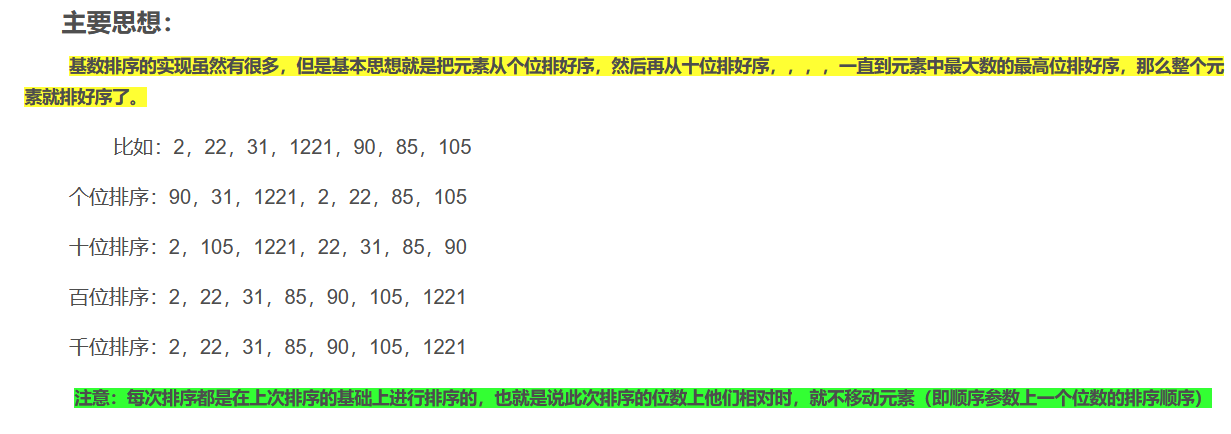 主要思想：
基数排序的实现虽然有很多，但是基本思想就是把元素从个位排好序，然后再从十位排好序，，，，一直到元素中最大数的最高位排好序，那么整个元
素就排好序了。
比如：2，22，31，1221，90，85，105
个位排序：90，31，1221，2，22，85，105
十位排序：2，105，1221，22，31，85，90
百位排序：2，22，31，85，90，105，1221
千位排序：2，22，31，85，90，105，1221
注意：每次排序都是在上次排序的基础上进行排序的，也就是说此次排序的位数上他们相对时，就不移动元素（即顺序参数上一个位数的排序顺序）